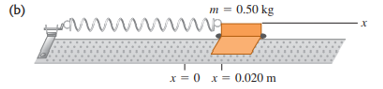 (b)
m = 0.50 kg
x
x = 0 x = 0.020 m